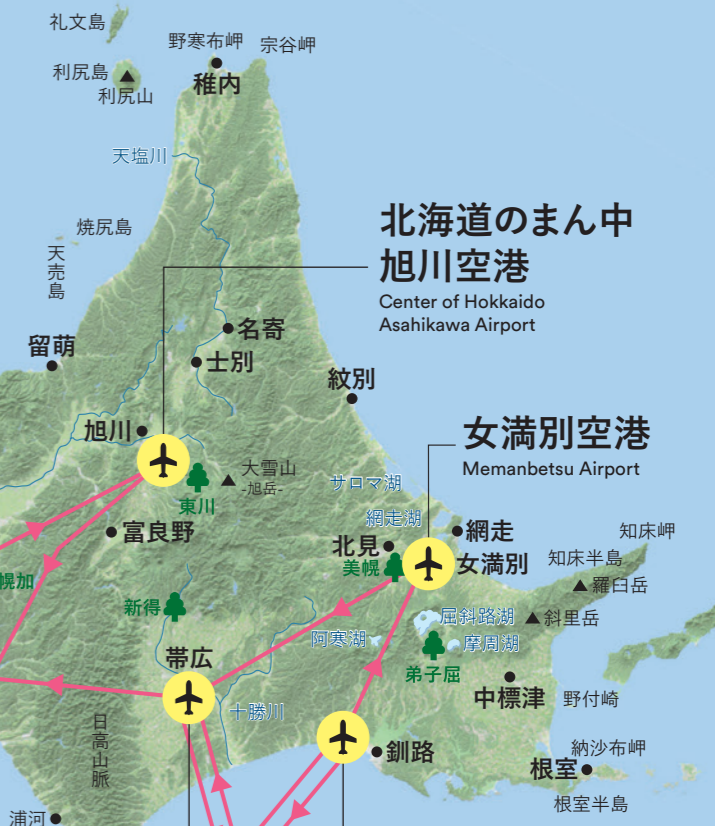 礼文島
野寒布岬
宗谷岬
利尻島
利尻山
稚内
天塩川
焼尻島
天売島
北海道のまん中
旭川空港
Center of Hokkaido
Asahikawa Airport
名寄
士別
留萌
紋別
女満別空港
Memanbetsu Airport
旭川
大雪山
-旭岳-
東川
サロマ湖
網走湖
網走
富良野
北見
美幌
女満別
知床岬
知床半島
羅臼岳
幌加
新得
屈斜路湖
斜里岳
阿寒湖
摩周湖
弟子屈
帯広
中標津
野付崎
十勝川
日高山脈
釧路
納沙布岬
根室
根室半島
浦河